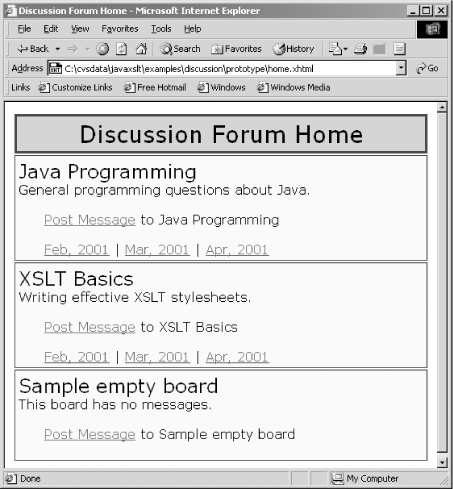 Discussion Forum Home - Microsoft Internet Explorer
File Edit View Favorites Tools Help
Back Search Favorites History
Address C:\cvsdata\javaxslt\examples\discussion\prototype\home.xhtml Go
Links Customize Links Free Hotmail Windows Windows Media
Discussion Forum Home
Java Programming
General programming questions about Java.
Post Message to Java Programming
Feb, 2001 | Mar, 2001 | Apr, 2001
XSLT Basics
Writing effective XSLT stylesheets.
Post Message to XSLT Basics
Feb, 2001 | Mar, 2001 | Apr, 2001
Sample empty board
This board has no messages.
Post Message to Sample empty board
Done My Computer